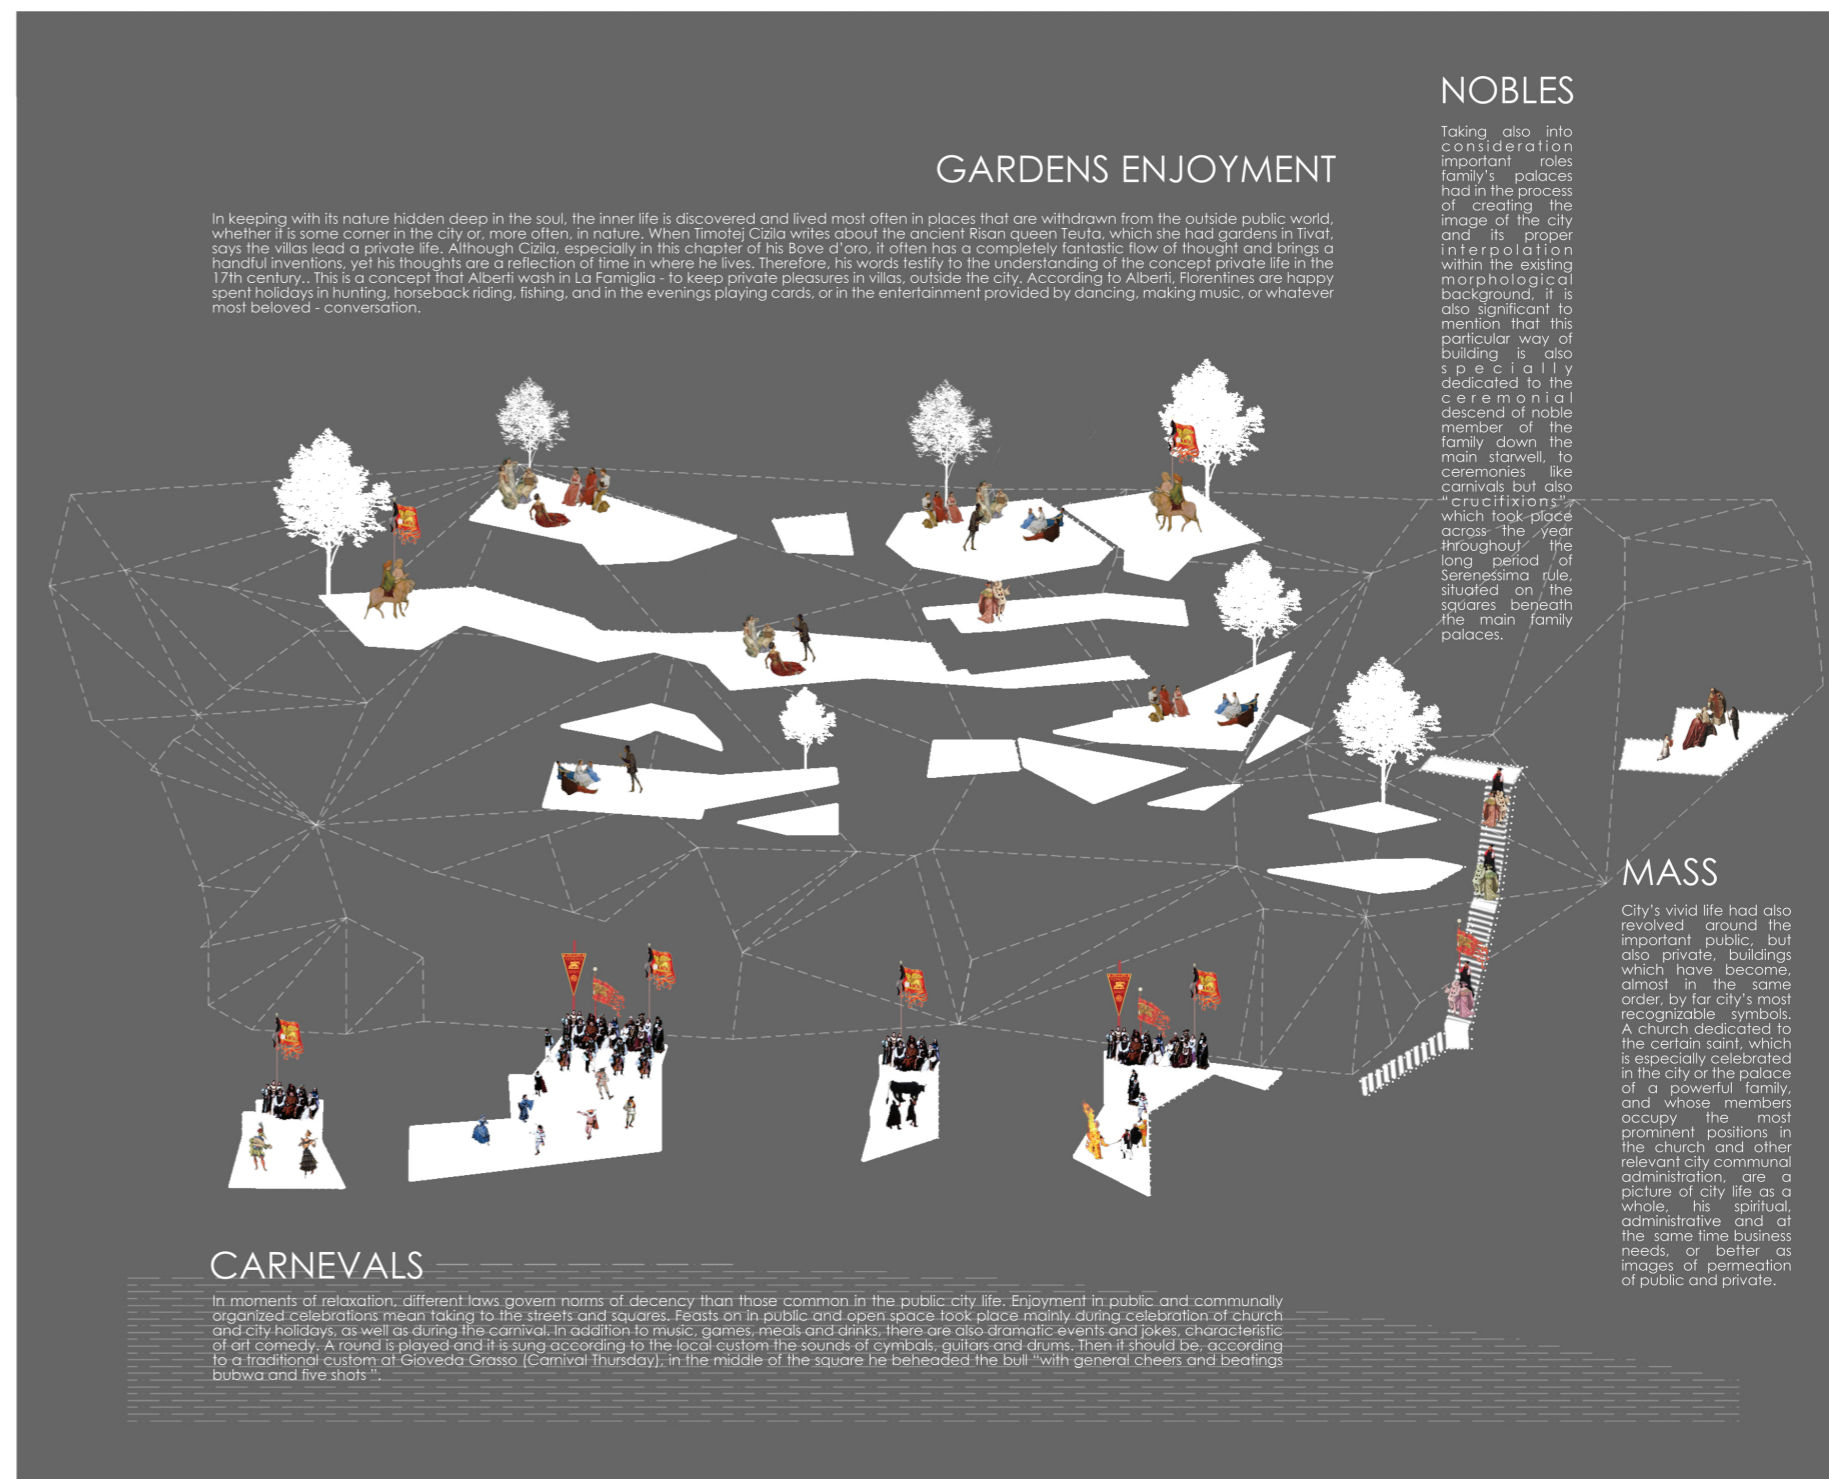 NOBLES
Taking also into
consideration
important roles
family's palaces
had in the process
of creating the
image of the city
and its proper
interpolation
within the existing
morphological
background, it is
also significant to
mention that this
particular way of
building is also
specially
dedicated to the
ceremonial
descend of noble
member of the
family down the
main starwell, to
ceremonies like
carnivals but also
"crucifixions",
which took place
across the year
throughout the
long period of
Serenessima rule,
situated on the
squares beneath
the main family
palaces.
GARDENS ENJOYMENT
In keeping with its nature hidden deep in the soul, the inner life is discovered and lived most often in places that are withdrawn from the outside public world,
whether it is some corner in the city or, more often, in nature. When Timotej Cizila writes about the ancient Risan queen Teuta, which she had gardens in Tivat,
says the villas lead a private life. Although Cizila, especially in this chapter of his Bove d'oro, it often has a completely fantastic flow of thought and brings a
handful inventions, yet his thoughts are a reflection of time in where he lives. Therefore, his words testify to the understanding of the concept private life in the
17th century.. This is a concept that Alberti wash in La Famiglia - to keep private pleasures in villas, outside the city. According to Alberti, Florentines are happy
spent holidays in hunting, horseback riding, fishing, and in the evenings playing cards, or in the entertainment provided by dancing, making music, or whatever
most beloved - conversation.
MASS
City's vivid life had also
revolved around the
important public, but
also private, buildings
which have become,
almost in the same
order, by far city's most
recognizable symbols.
A church dedicated to
the certain saint, which
is especially celebrated
in the city or the palace
of a powerful family,
and whose members
occupy the most
prominent positions in
the church and other
relevant city communal
administration, are a
picture of city life as a
whole, his spiritual,
administrative and at
the same time business
needs, or better as
images of permeation
of public and private.
CARNEVALS
In moments of relaxation, different laws govern norms of decency than those common in the public city life. Enjoyment in public and communally
organized celebrations mean taking to the streets and squares. Feasts on in public and open space took place mainly during celebration of church
and city holidays, as well as during the carnival. In addition to music, games, meals and drinks, there are also dramatic events and jokes, characteristic
of art comedy. A round is played and it is sung according to the local custom the sounds of cymbals, guitars and drums. Then it should be, according
to a traditional custom at Gioveda Grasso (Carnival Thursday), in the middle of the square he beheaded the bull "with general cheers and beatings
bubwa and five shots ".